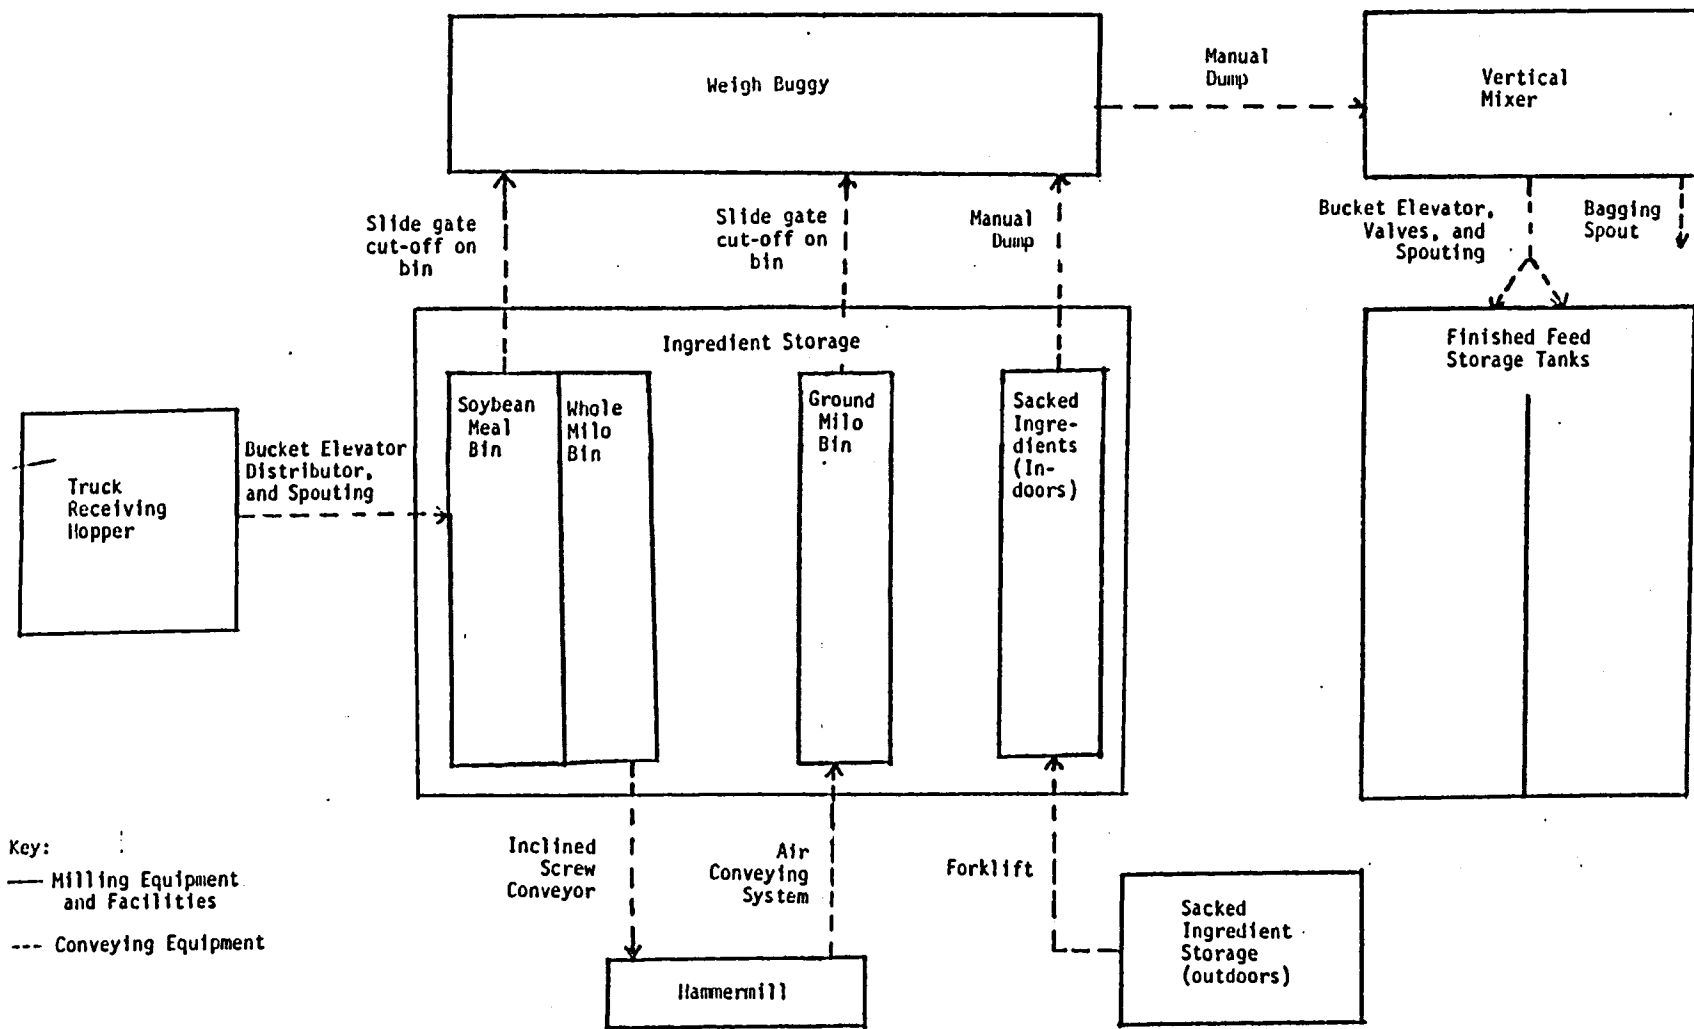 Weigh Buggy
Manual
Dump
Vertical
Mixer
Slide gate
cut-off on
bin
Slide gate
cut-off on
bin
Manual
Dump
Bucket Elevator,
Valves, and
Spouting
Bagging
Spout
Ingredient Storage
Finished Feed
Storage Tanks
Soybean
Meal
Bin
Whole
Milo
Bin
Ground
Milo
Bin
Sacked
Ingre-
dients
(In-
doors)
Bucket Elevator
Distributor,
and Spouting
Truck
Receiving
Hopper
Inclined
Screw
Conveyor
Air
Conveying
System
Forklift
Sacked
Ingredient
Storage
(outdoors)
Hammermill
Key:
Milling Equipment
and Facilities
Conveying Equipment